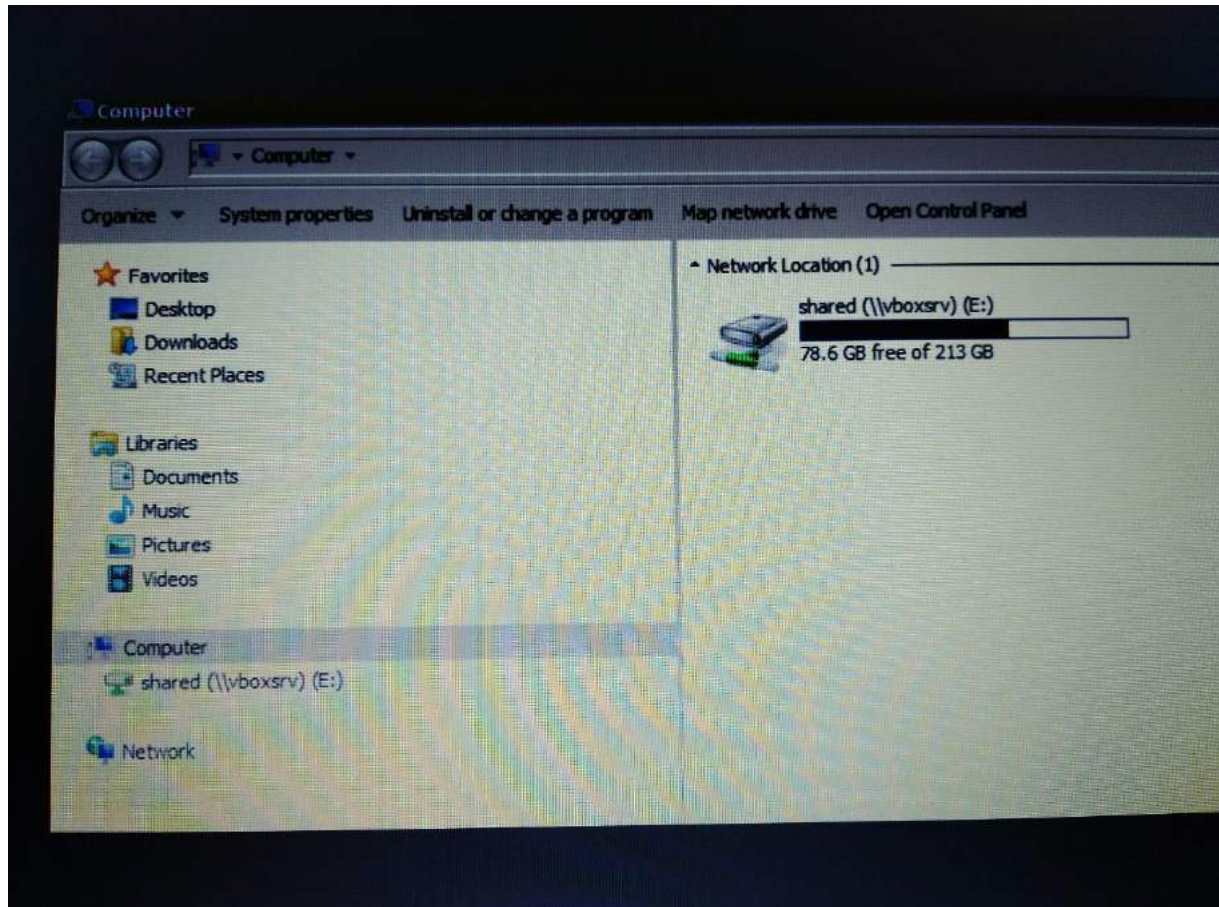 Computer
Computer
Organize System properties Uninstall or change a program Map network drive Open Control Panel
Favorites
Desktop
Downloads
Recent Places
Libraries
Documents
Music
Pictures
Videos
Computer
shared (\\vboxsrv) (E:)
Network
Network Location (1)
shared (\\vboxsrv) (E:)
78.6 GB free of 213 GB